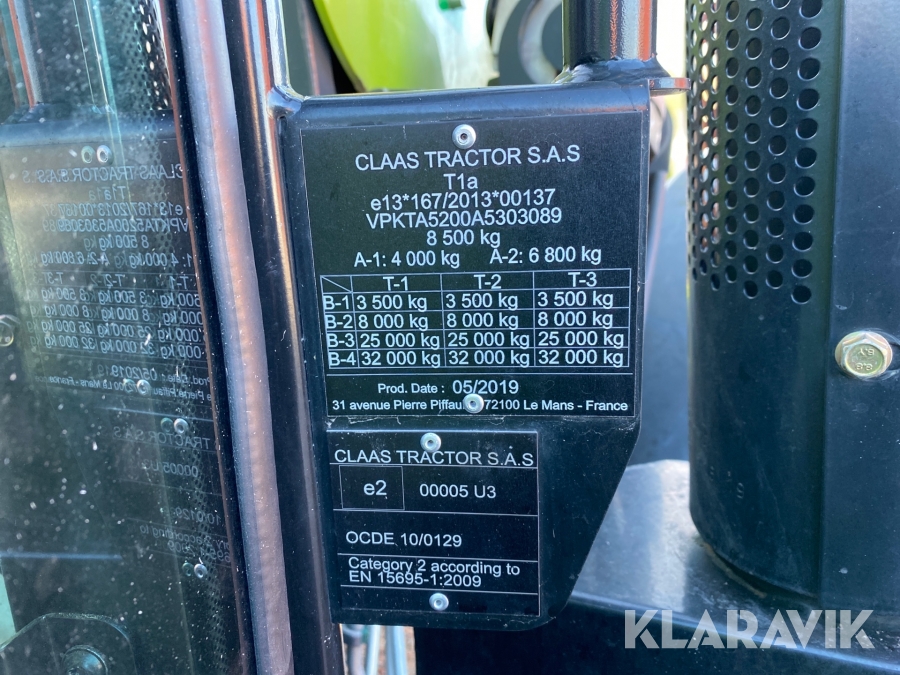 CLAAS TRACTOR S.A.S
T1a
e13*167/2013*00137
VPKTA5200A5303089
8 500 kg
A-1: 4 000 kg A-2: 6 800 kg
T-1 T-2 T-3
B-1 3 500 kg 3 500 kg 3 500 kg
B-2 8 000 kg 8 000 kg 8 000 kg
B-3 25 000 kg 25 000 kg 25 000 kg
B-4 32 000 kg 32 000 kg 32 000 kg
Prod. Date : 05/2019
31 avenue Pierre 72100 Le Mans - France
CLAAS TRACTOR S.A.S
e2 00005 U3
OCDE 10/0129
Category 2 according to
EN 15695-1:2009
8.8
KLARAVIK